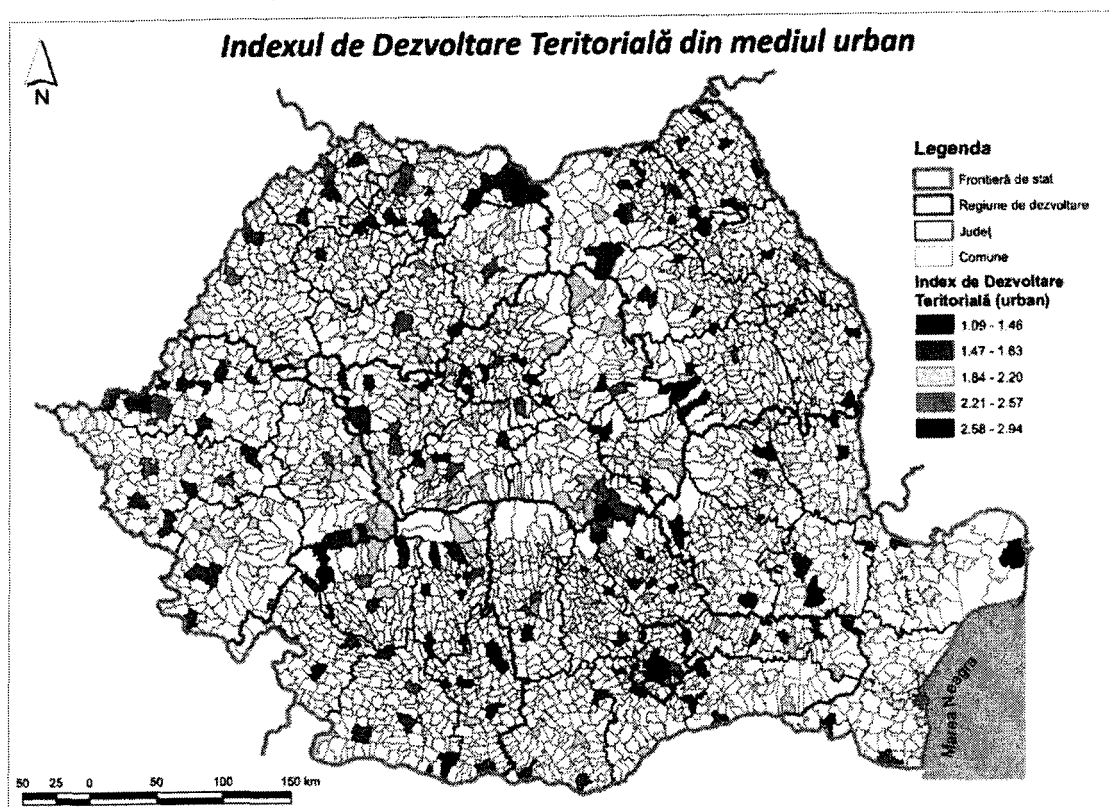 Indexul de Dezvoltare Teritorială din mediul urban
N
Legenda
Frontieră de stat
Regiune de dezvoltare
Județ
Comune
Index de Dezvoltare
Teritorială (urban)
1.09 - 1.46
1.47 - 1.83
1.84 - 2.20
2.21 - 2.57
2.58 - 2.94
Marea Neagra
50 25 0 50 100 150 km